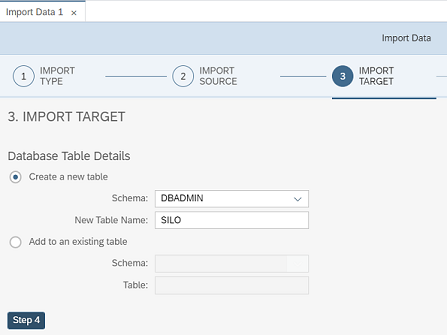 Import Data 1 ×
Import Data
1 IMPORT TYPE
2 IMPORT SOURCE
3 IMPORT TARGET
3. IMPORT TARGET
Database Table Details
Create a new table
Schema: DBADMIN
New Table Name: SILO
Add to an existing table
Schema:
Table:
Step 4